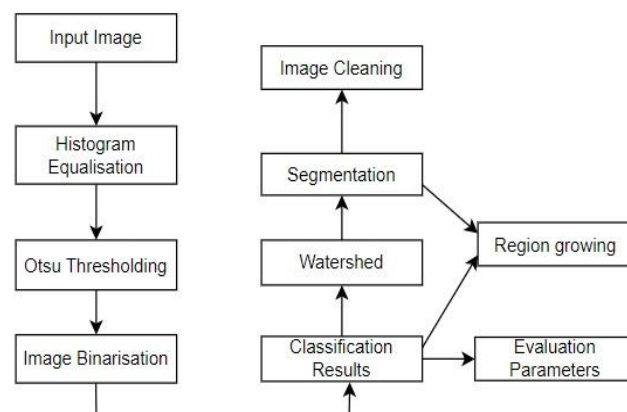 Input Image
Histogram
Equalisation
Otsu Thresholding
Image Binarisation
Image Cleaning
Segmentation
Watershed
Classification
Results
Region growing
Evaluation
Parameters